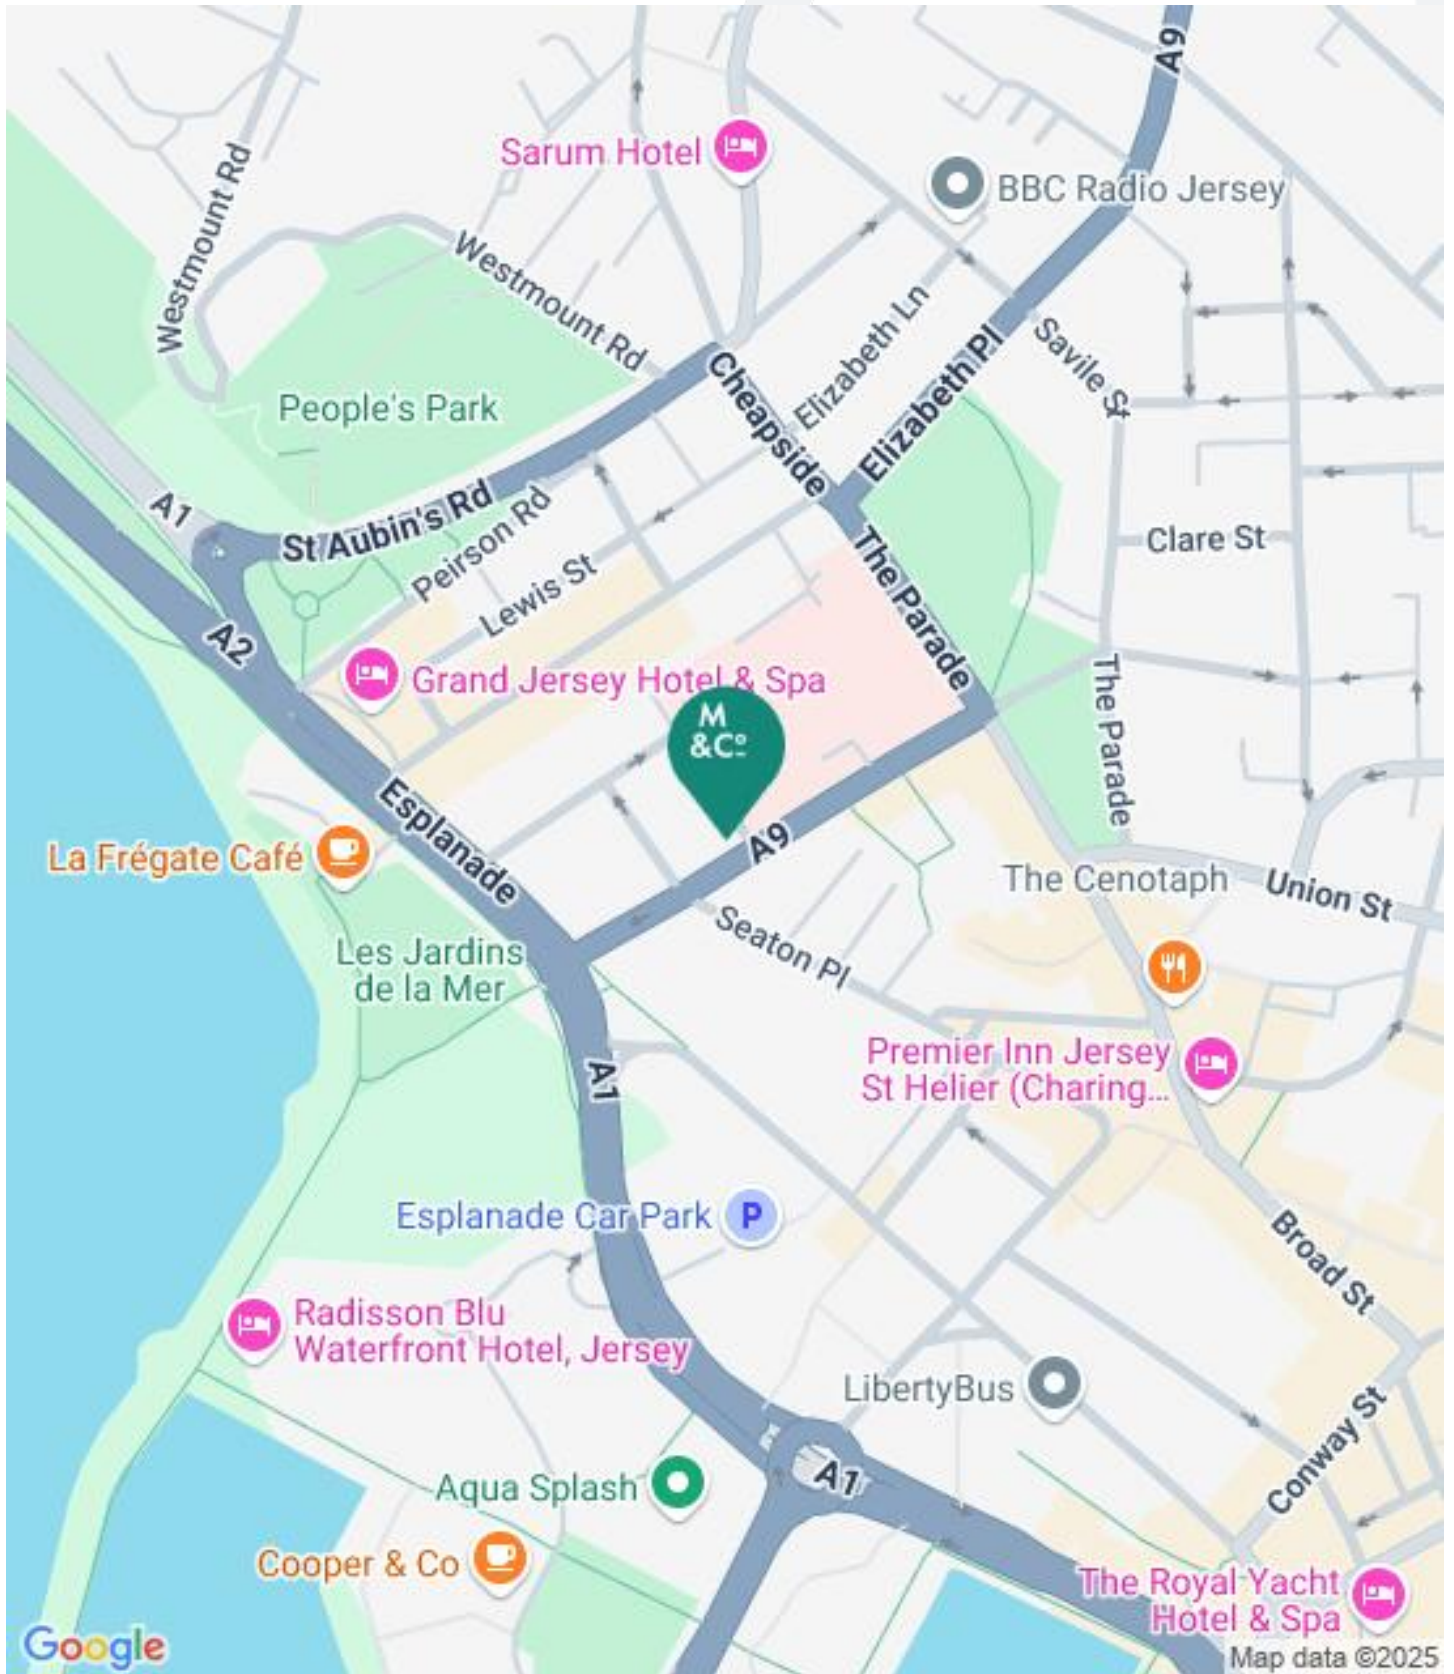 A9
Sarum Hotel
BBC Radio Jersey
Westmount Rd
Westmount Rd
Elizabeth Ln
Savile St
Elizabeth Pl
Cheapside
People's Park
A1
St Aubin's Rd
Peirson Rd
Clare St
The Parade
Lewis St
A2
Grand Jersey Hotel & Spa
The Parade
M
&Co
Esplanade
A9
La Frégate Café
The Cenotaph
Union St
Seaton Pl
Les Jardins
de la Mer
Premier Inn Jersey
St Helier (Charing...
A1
Esplanade Car Park
P
Broad St
Radisson Blu
Waterfront Hotel, Jersey
LibertyBus
Conway St
Aqua Splash
A1
Cooper & Co
The Royal Yacht
Hotel & Spa
Google
Map data ©2025